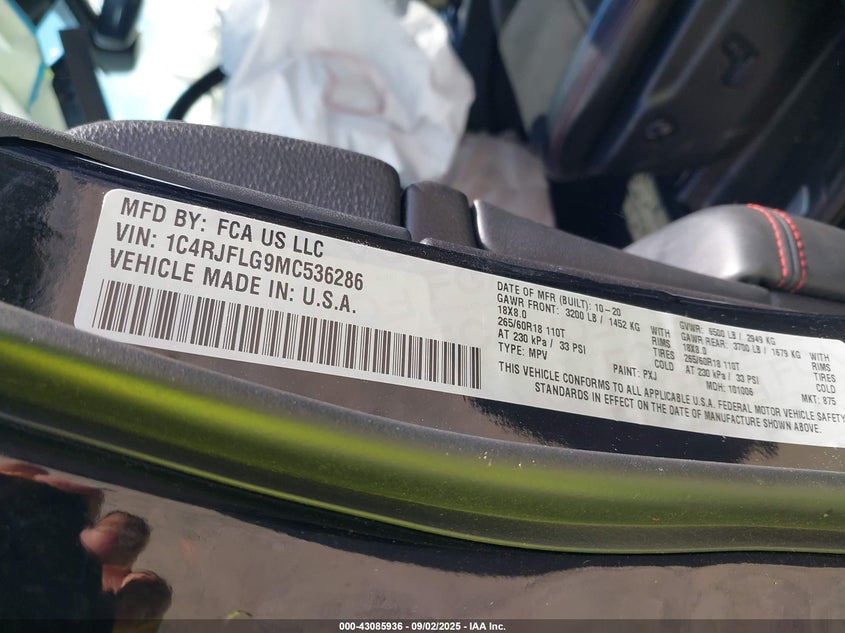 MFD BY: FCA US LLC
VIN: 1C4RJFLG9MC536286
VEHICLE MADE IN: U.S.A.
DATE OF MFR (BUILT): 10-20
GAWR FRONT: 3200 LB / 1452 KG WITH
18X8.0 RIMS
265/60R18 110T TIRES
AT 230 kPa / 33 PSI COLD
TYPE: MPV
PAINT: PXJ
GVWR: 6500 LB / 2949 KG
GAWR REAR: 3700 LB / 1679 KG WITH
18X8.0 RIMS
265/60R18 110T TIRES
AT 230 kPa / 33 PSI COLD
MDH: 101006
MKT: 875
THIS VEHICLE CONFORMS TO ALL APPLICABLE U.S.A. FEDERAL MOTOR VEHICLE SAFETY
STANDARDS IN EFFECT ON THE DATE OF MANUFACTURE SHOWN ABOVE.
000-43085936 - 09/02/2025 - IAA Inc.